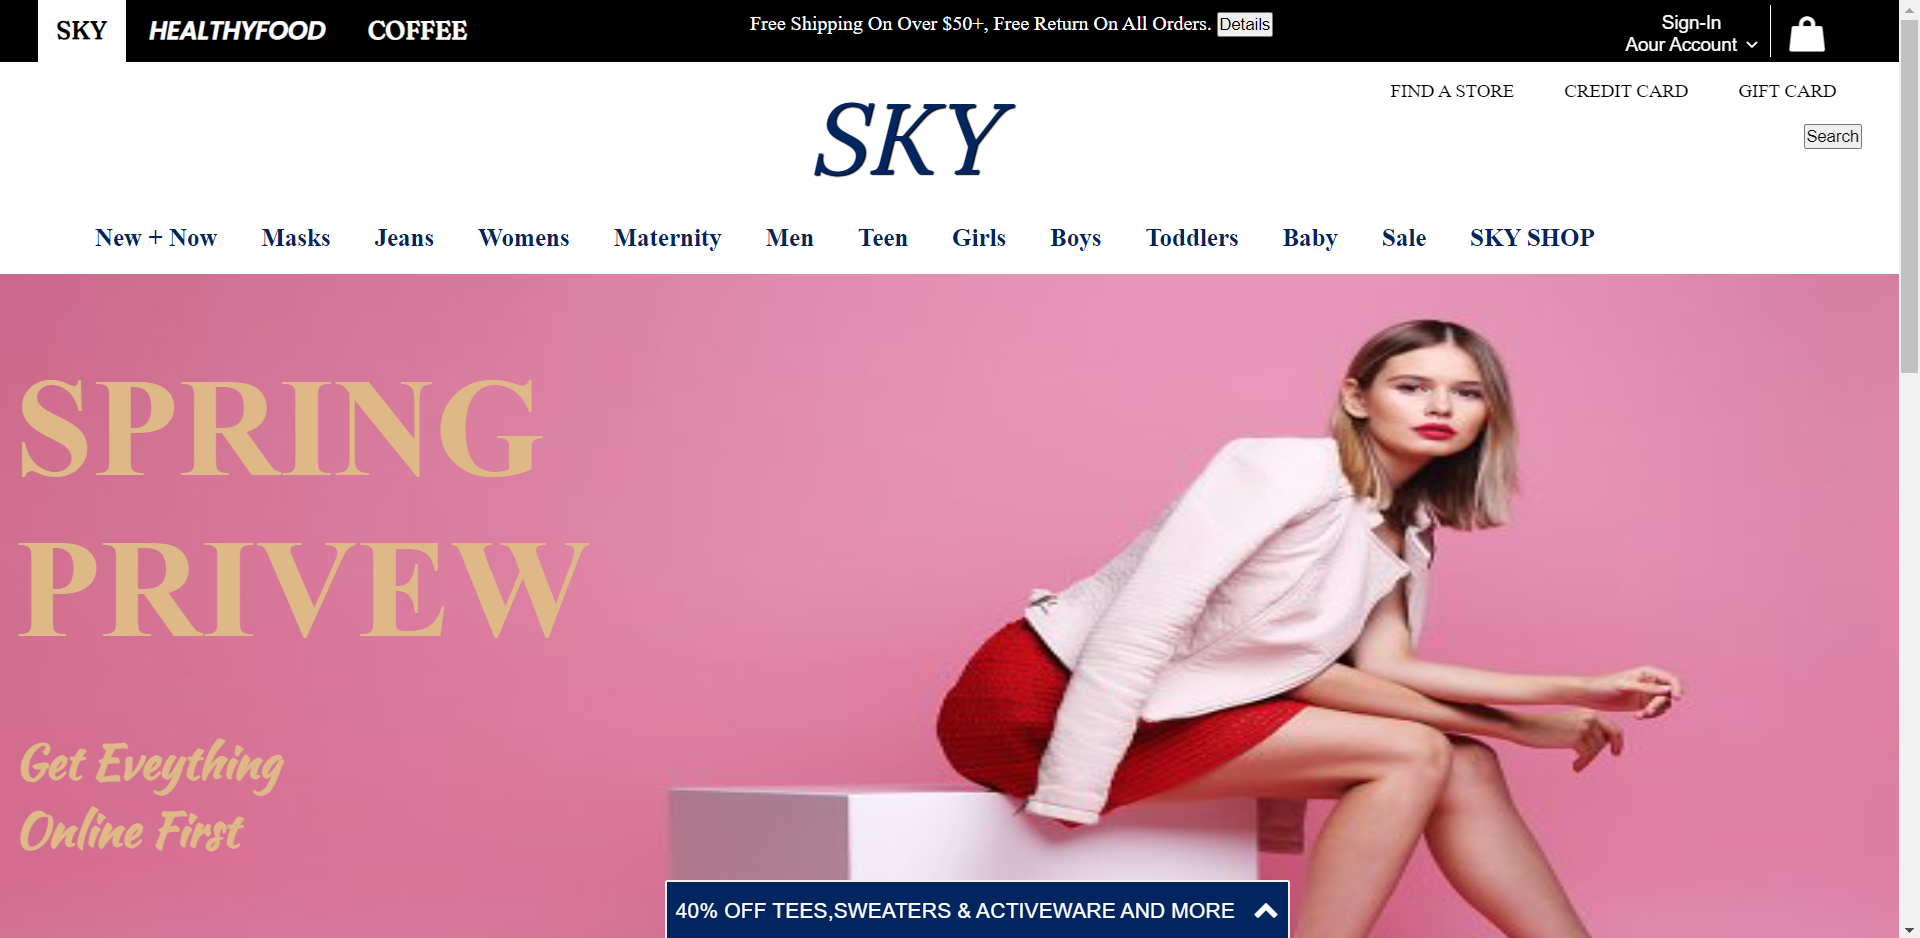 SKY HEALTHYFOOD COFFEE
Free Shipping On Over $50+, Free Return On All Orders. Details
Sign-In
Aour Account
FIND A STORE CREDIT CARD GIFT CARD
SKY
Search
New + Now Masks Jeans Womens Maternity Men Teen Girls Boys Toddlers Baby Sale SKY SHOP
SPRING
PRIVEW
Get Eveything
Online First
40% OFF TEES,SWEATERS & ACTIVEWARE AND MORE